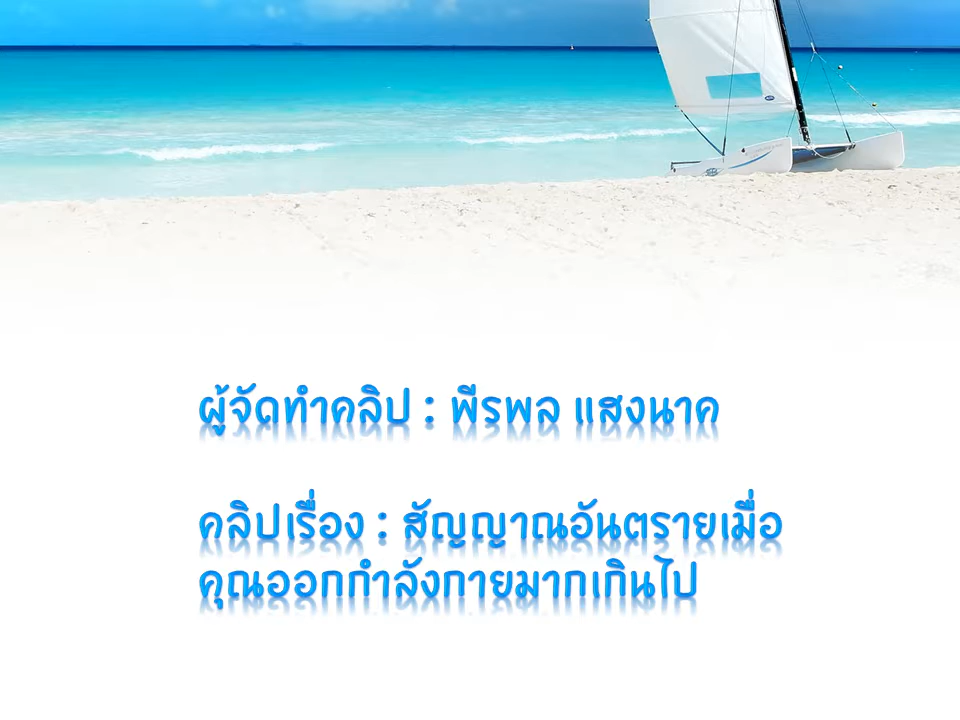 ผู้จัดทำคลิป : พีรพล แสงนาค
คลิปเรื่อง : สัญญาณอันตรายเมื่อ
คุณออกกำลังกายมากเกินไป